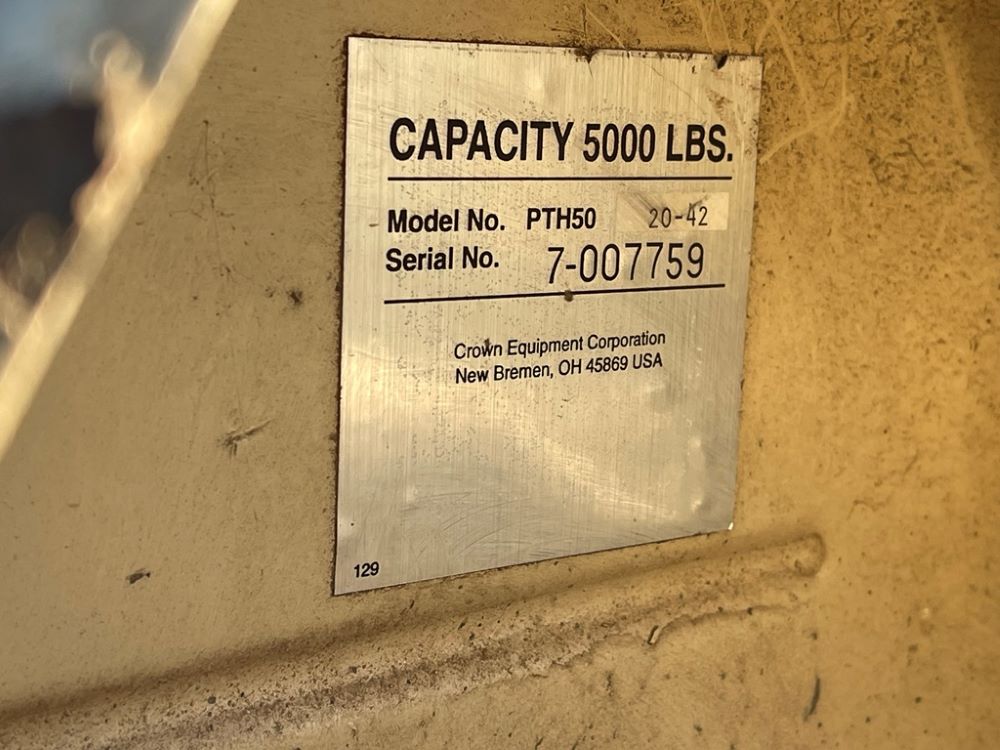 CAPACITY 5000 LBS.
Model No. PTH50 20-42
Serial No. 7-007759
Crown Equipment Corporation
New Bremen, OH 45869 USA
129